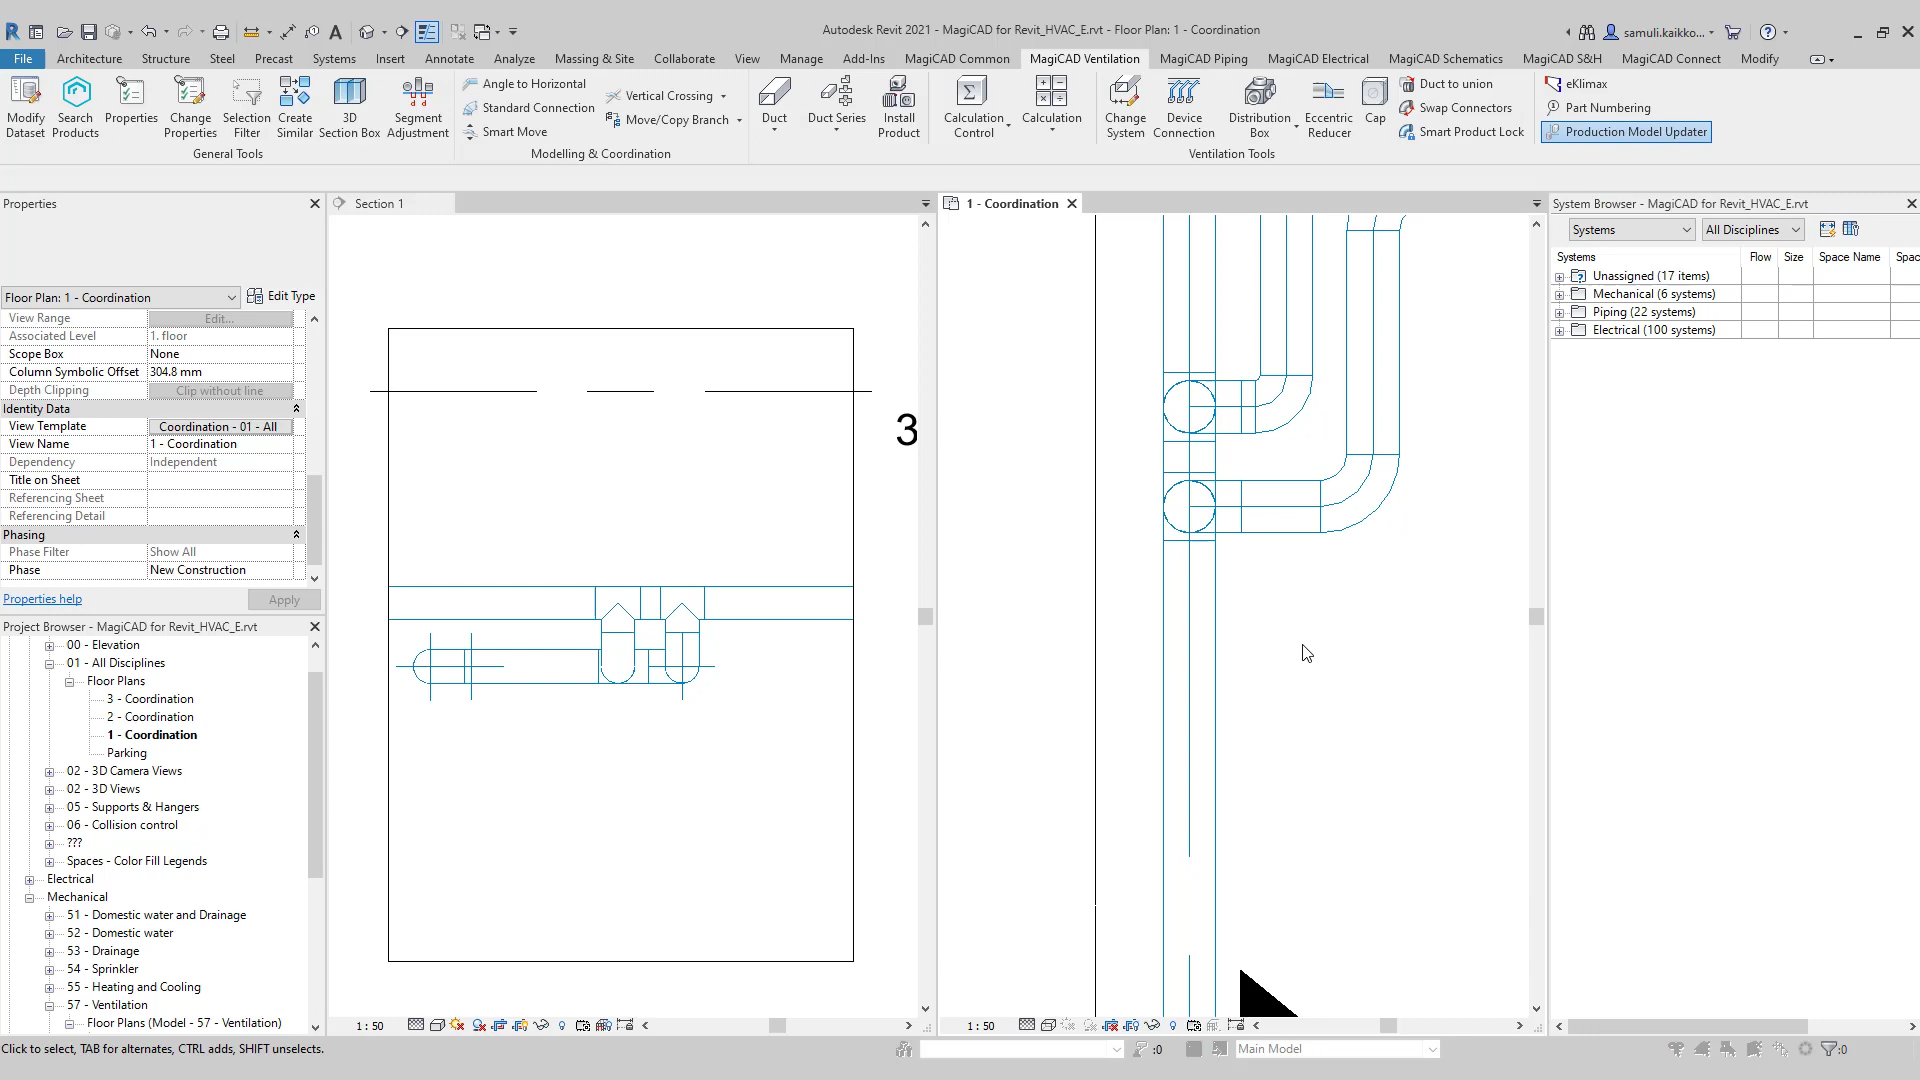 Autodesk Revit 2021 - MagiCAD for Revit_HVAC_E.rvt - Floor Plan: 1 - Coordination
samuli.kaikko...
File Architecture Structure Steel Precast Systems Insert Annotate Analyze Massing & Site Collaborate View Manage Add-Ins MagiCAD Common MagiCAD Ventilation MagiCAD Piping MagiCAD Electrical MagiCAD Schematics MagiCAD S&H MagiCAD Connect Modify
Modify Dataset
Search Products
Properties
Change Properties
Selection Filter
Create Similar
3D Section Box
Segment Adjustment
General Tools
Angle to Horizontal
Standard Connection
Smart Move
Vertical Crossing
Move/Copy Branch
Modelling & Coordination
Duct
Duct Series
Install Product
Calculation Control
Calculation
Change System
Device Connection
Distribution Box
Eccentric Reducer
Cap
Duct to union
Swap Connectors
Smart Product Lock
Ventilation Tools
eKlimax
Part Numbering
Production Model Updater
Properties
Floor Plan: 1 - Coordination
Edit Type
View Range Edit...
Associated Level 1. floor
Scope Box None
Column Symbolic Offset 304.8 mm
Depth Clipping Clip without line
Identity Data
View Template Coordination - 01 - All
View Name 1 - Coordination
Dependency Independent
Title on Sheet
Referencing Sheet
Referencing Detail
Phasing
Phase Filter Show All
Phase New Construction
Properties help
Apply
Project Browser - MagiCAD for Revit_HVAC_E.rvt
00 - Elevation
01 - All Disciplines
Floor Plans
3 - Coordination
2 - Coordination
1 - Coordination
Parking
02 - 3D Camera Views
02 - 3D Views
05 - Supports & Hangers
06 - Collision control
???
Spaces - Color Fill Legends
Electrical
Mechanical
51 - Domestic water and Drainage
52 - Domestic water
53 - Drainage
54 - Sprinkler
55 - Heating and Cooling
57 - Ventilation
Floor Plans (Model - 57 - Ventilation)
Section 1
3
1 : 50
1 - Coordination
1 : 50
System Browser - MagiCAD for Revit_HVAC_E.rvt
Systems
All Disciplines
Systems Flow Size Space Name Spac
Unassigned (17 items)
Mechanical (6 systems)
Piping (22 systems)
Electrical (100 systems)
Click to select, TAB for alternates, CTRL adds, SHIFT unselects.
:0
Main Model
:0